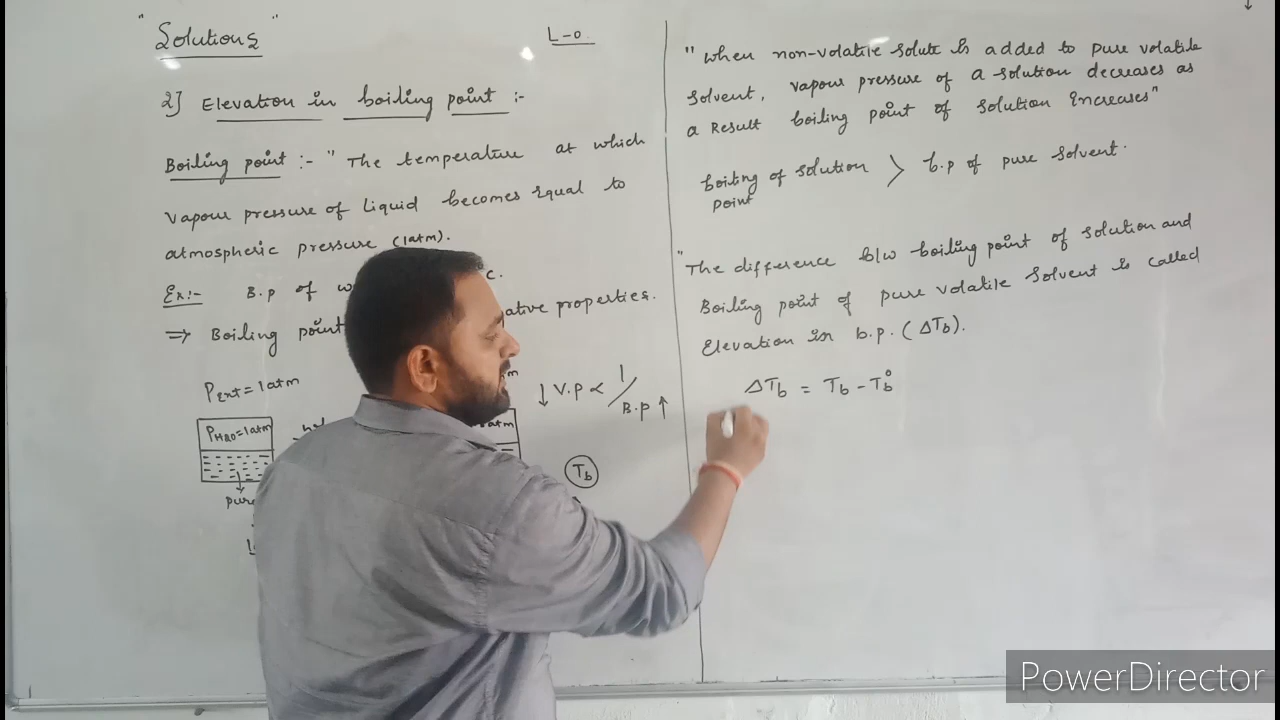 "Solutions"
L-0.
2] Elevation in boiling point :-
Boiling point :- " The temperature at which
vapour pressure of Liquid becomes equal to
atmospheric pressure (1atm).
Ex:- B.p of c.
⇒ Boiling point ative properties.
PExt = 1atm
PH2O = 1atm
pure
↓ V.p ∝ 1/B.p ↑
Tb
"When non-volatile solute is added to pure volatile
solvent, vapour pressure of a solution decreases as
a Result boiling point of solution Increases"
boiling of solution > b.p of pure solvent.
point
"The difference b/w boiling point of solution and
Boiling point of pure volatile solvent is called
Elevation in b.p. (ΔTb).
ΔTb = Tb - Tb°
PowerDirector